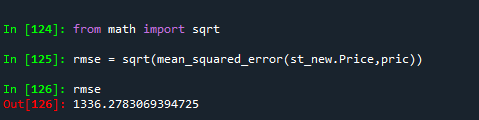 In [124]: from math import sqrt
In [125]: rmse = sqrt(mean_squared_error(st_new.Price,pric))
In [126]: rmse
Out[126]: 1336.2783069394725